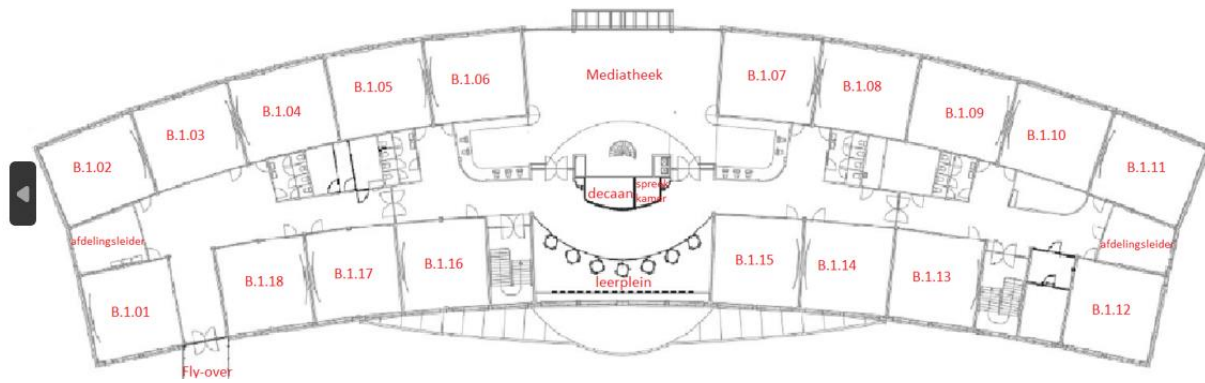 B.1.06
Mediatheek
B.1.07
B.1.05
B.1.08
B.1.04
B.1.09
B.1.03
B.1.10
B.1.02
B.1.11
decaan
spreek
kamer
afdelingsleider
afdelingsleider
B.1.18
B.1.17
B.1.16
leerplein
B.1.15
B.1.14
B.1.13
B.1.01
B.1.12
Fly-over